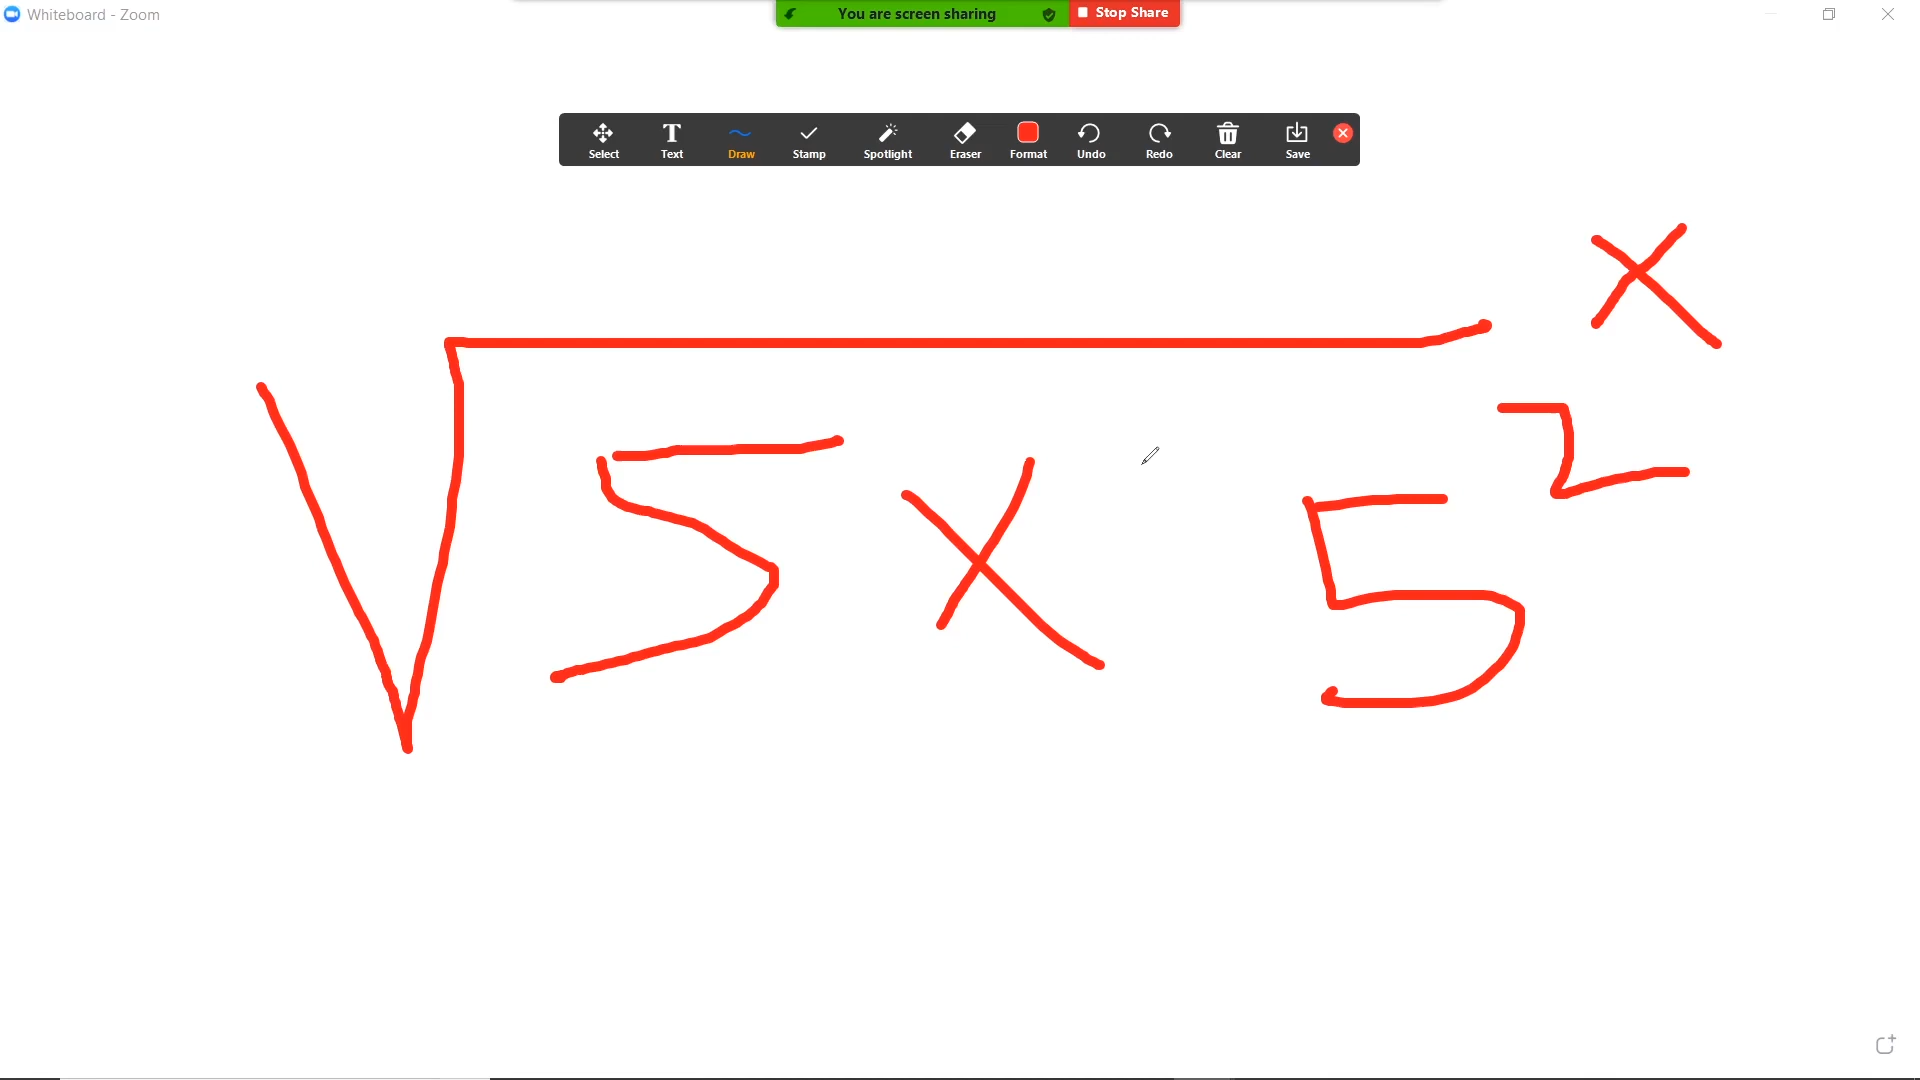 Whiteboard - Zoom
You are screen sharing
Stop Share
Select Text Draw Stamp Spotlight Eraser Format Undo Redo Clear Save
√5 x 5²
x